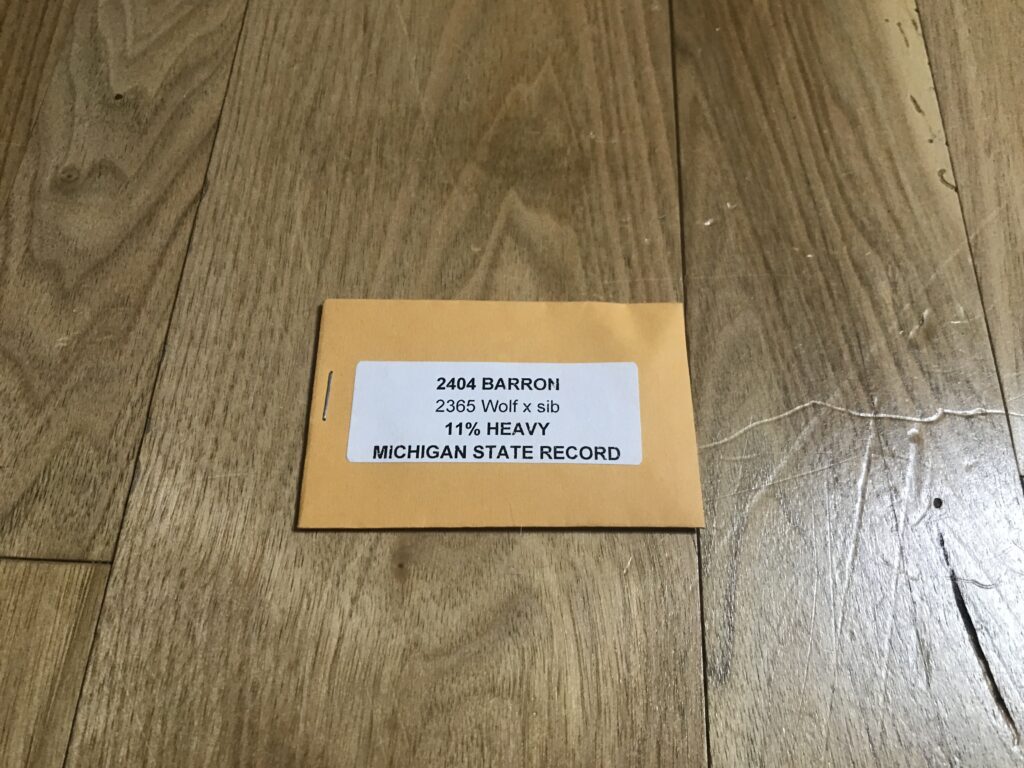 2404 BARRON
2365 Wolf x sib
11% HEAVY
MICHIGAN STATE RECORD